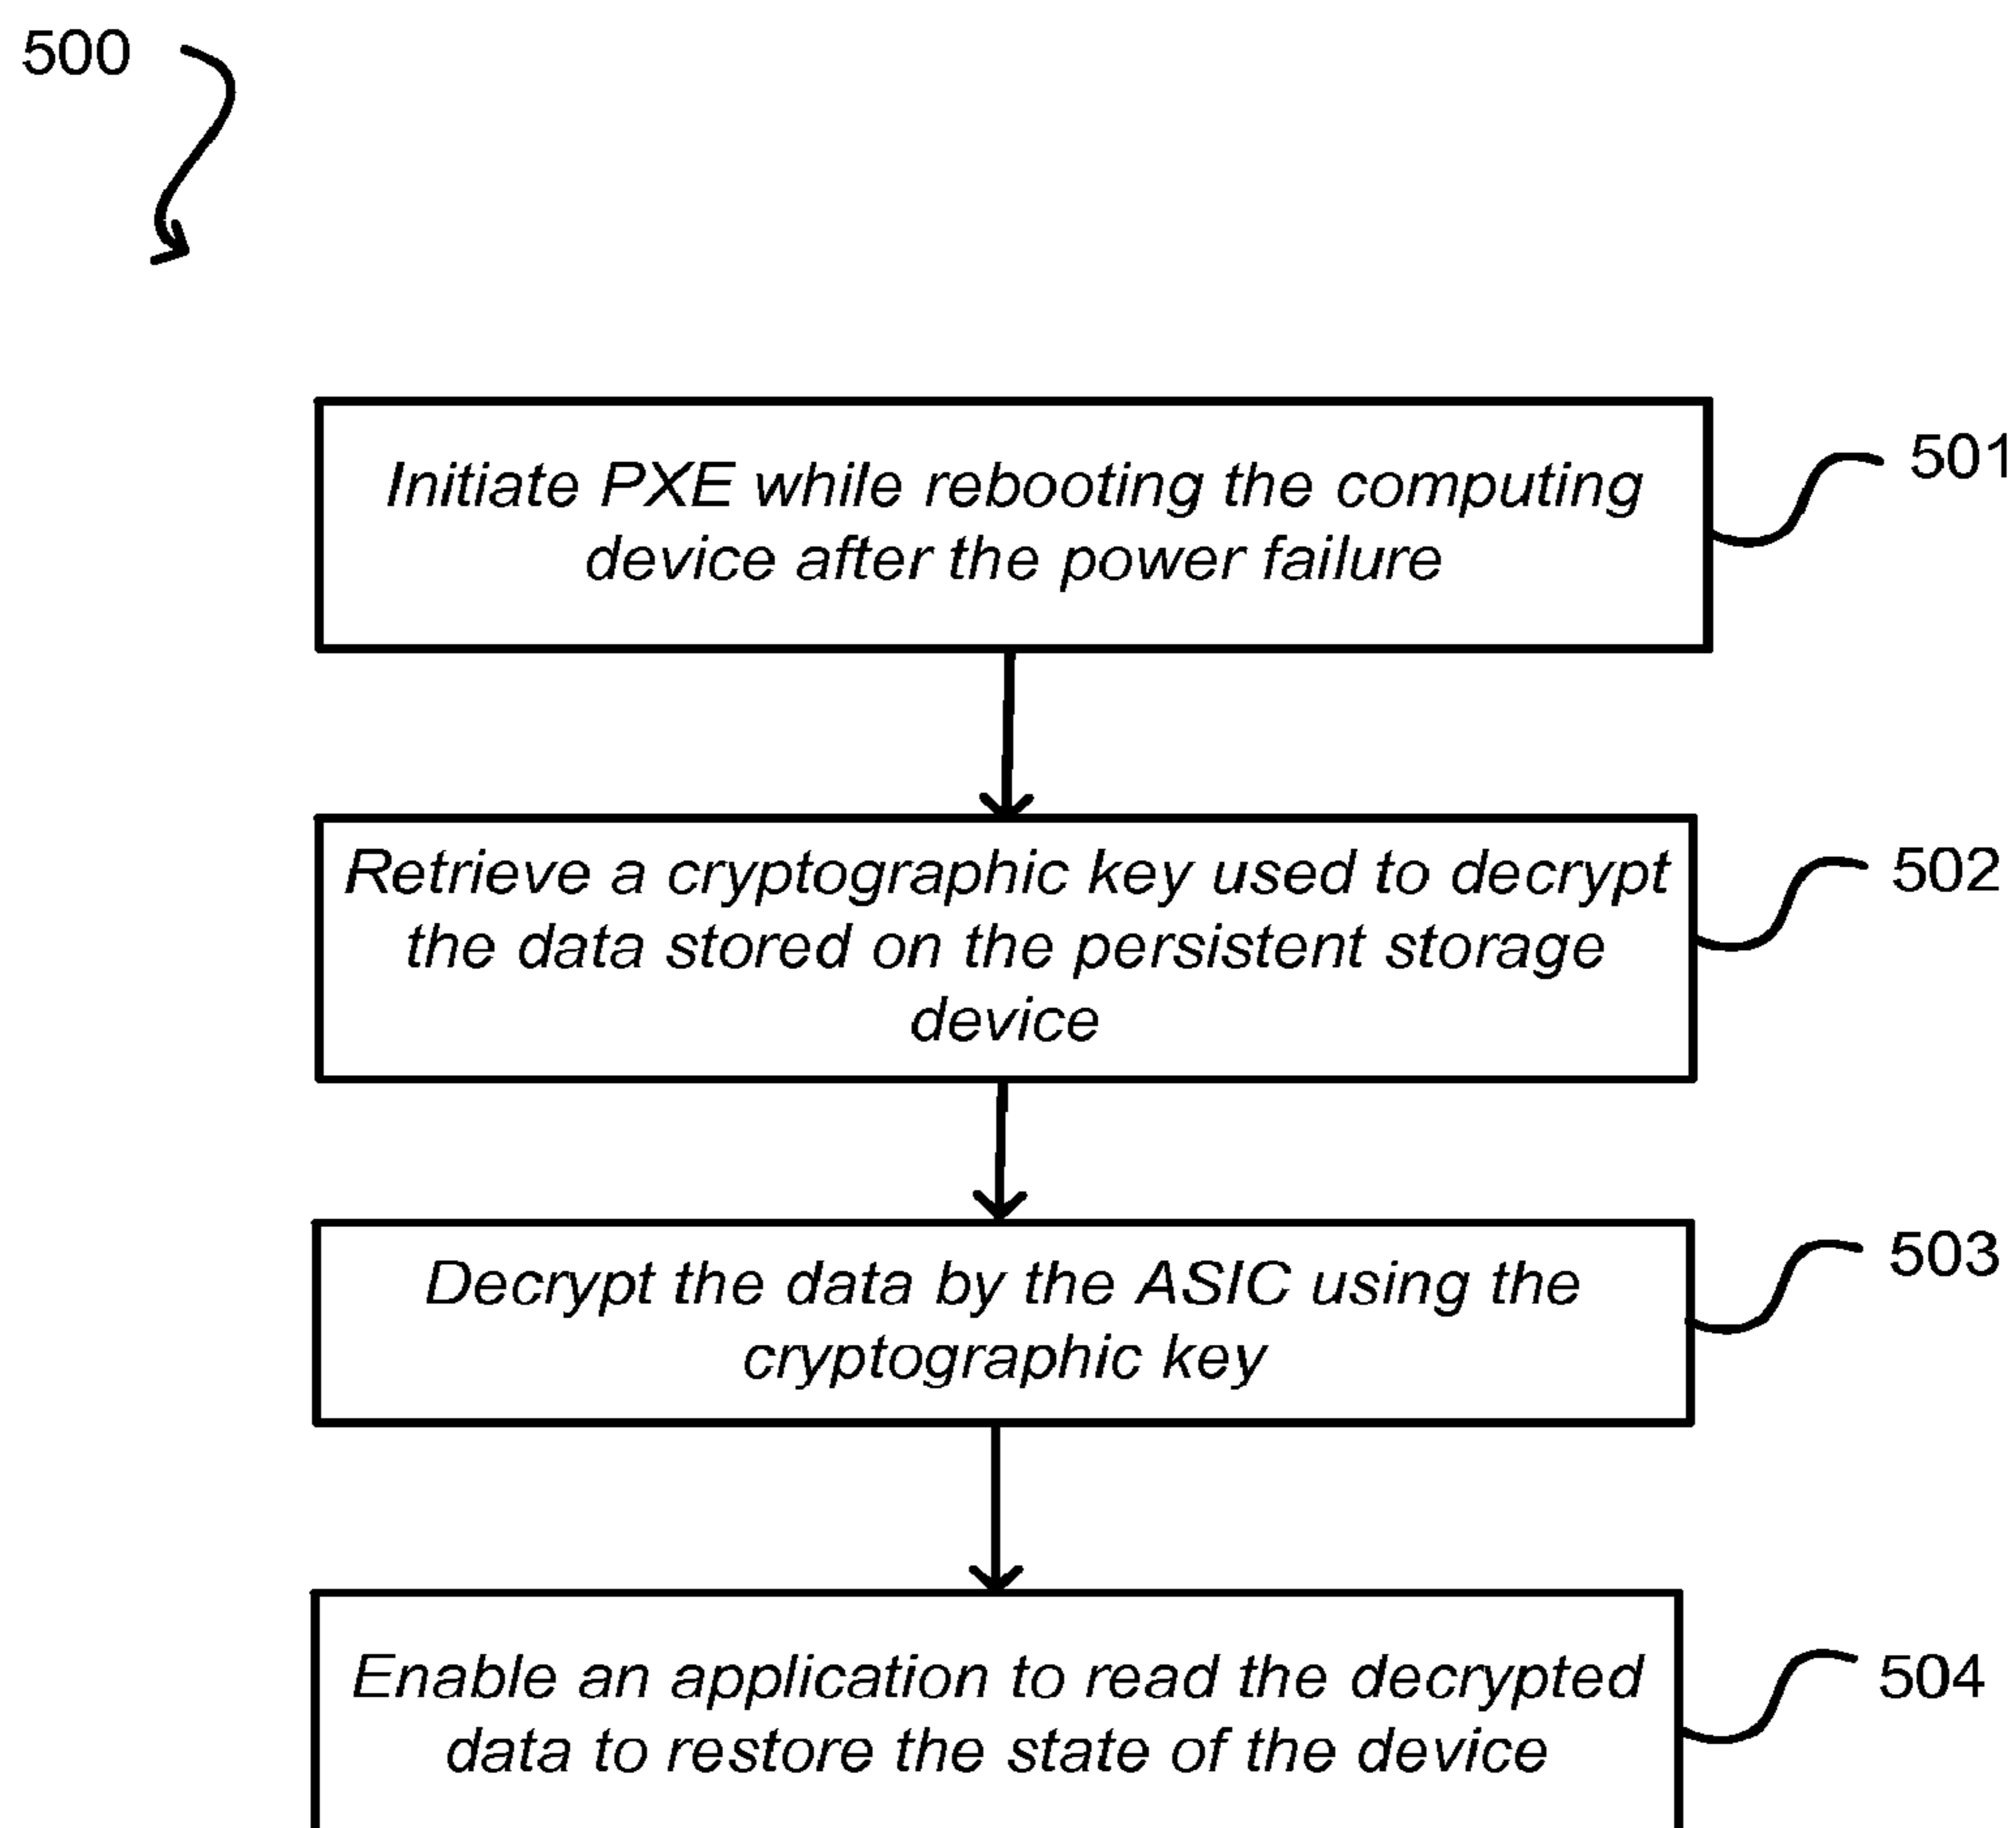 500
Initiate PXE while rebooting the computing
device after the power failure
501
Retrieve a cryptographic key used to decrypt
the data stored on the persistent storage
device
502
Decrypt the data by the ASIC using the
cryptographic key
503
Enable an application to read the decrypted
data to restore the state of the device
504